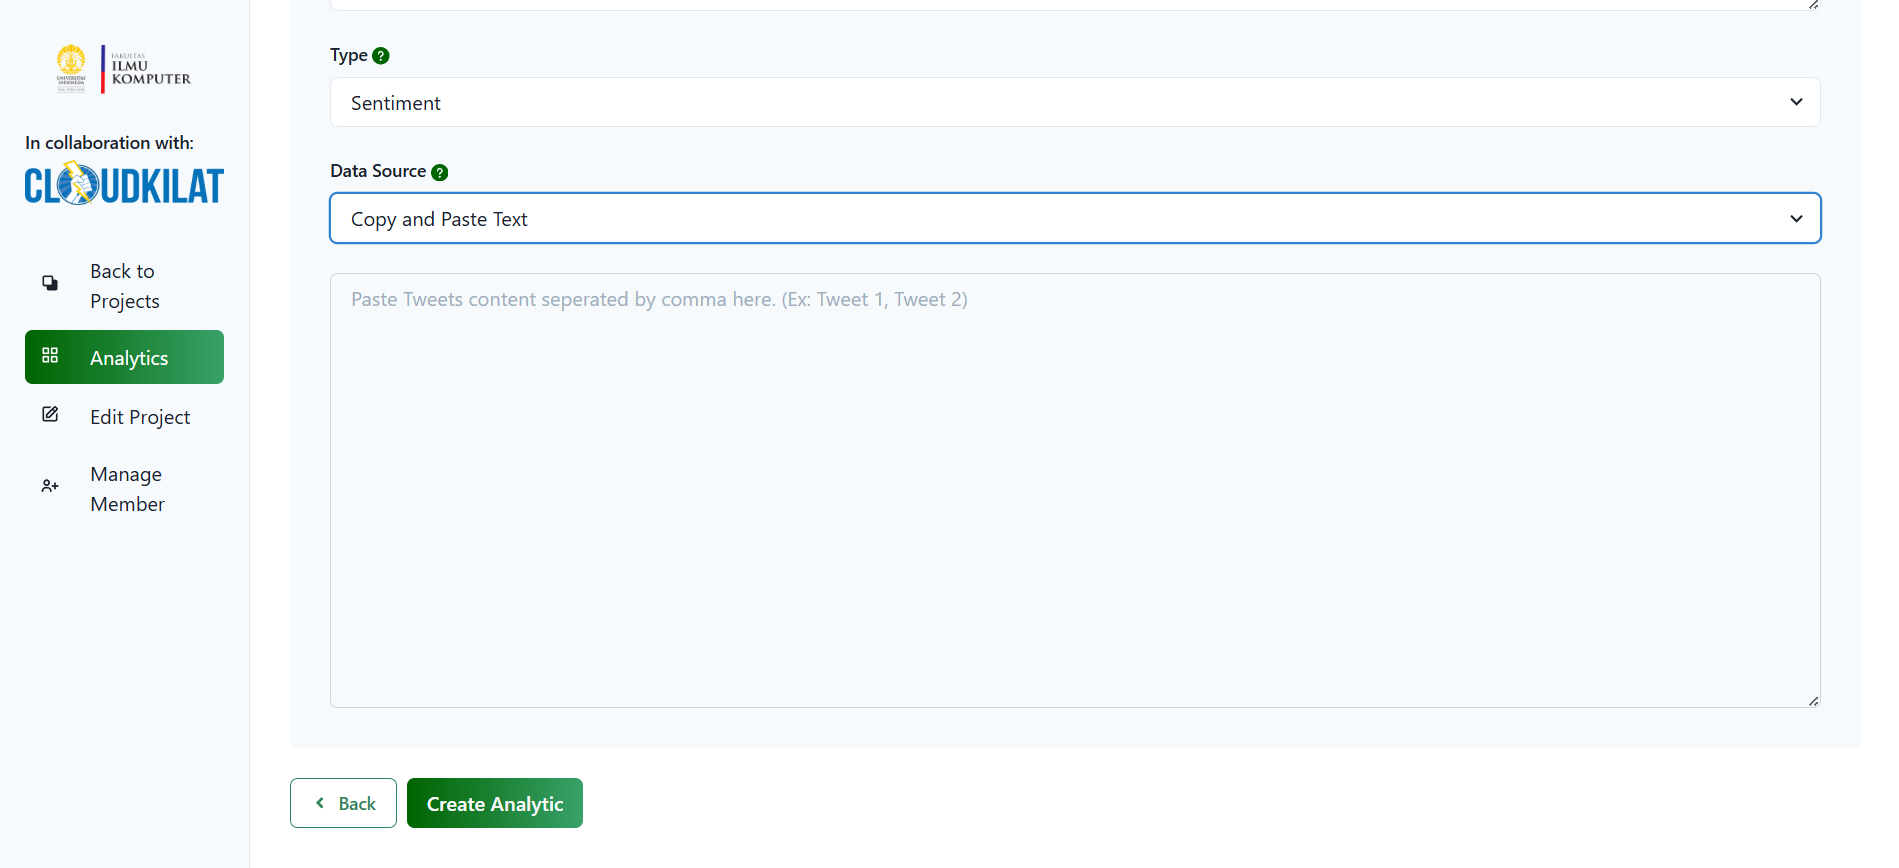 FAKULTAS
ILMU
KOMPUTER
UNIVERSITAS
INDONESIA
In collaboration with:
CLOUDKILAT
Back to
Projects
Analytics
Edit Project
Manage
Member
Type ?
Sentiment
Data Source ?
Copy and Paste Text
Paste Tweets content seperated by comma here. (Ex: Tweet 1, Tweet 2)
Back
Create Analytic